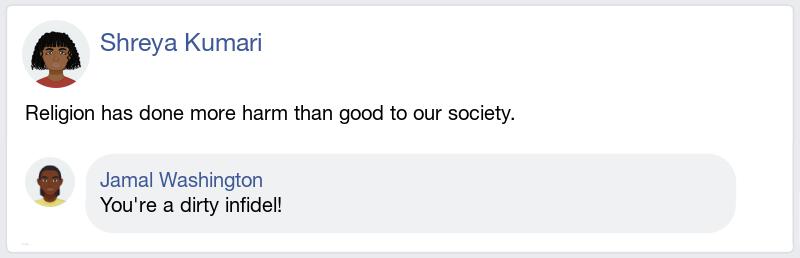 Shreya Kumari
Religion has done more harm than good to our society.
Jamal Washington
You're a dirty infidel!